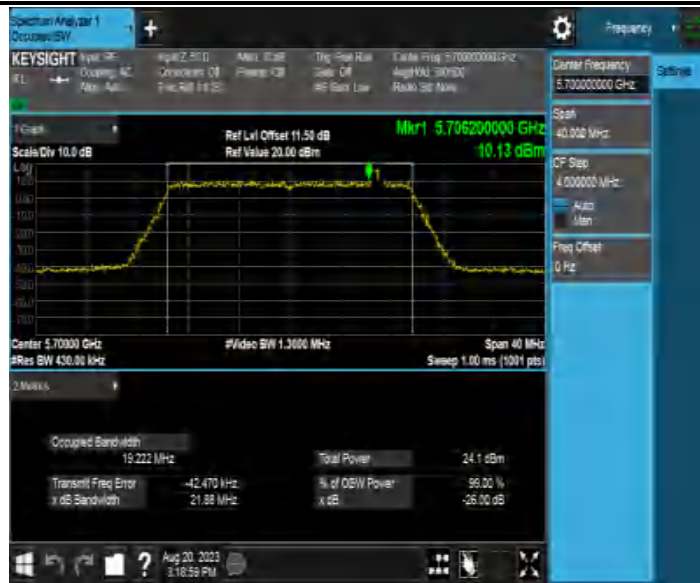 Spectrum Analyzer 1
Occupied BW
+
Frequency
KEYSIGHT Input: RF
Coupling: AC
Align: Auto
Input Z: 50 Ω
Corrections: Off
Freq Ref: Int (S)
Atten: 10 dB
Preamp: Off
Trig: Free Run
Gate: Off
#IF Gain: Low
Center Freq: 5.700000000 GHz
Avg|Hold: 500/500
Radio Std: None
Center Frequency
5.700000000 GHz
Settings
Span
40.000 MHz
CF Step
4.000000 MHz
Auto
Man
Freq Offset
0 Hz
1 Graph
Scale/Div 10.0 dB
Log
Ref Lvl Offset 11.50 dB
Ref Value 20.00 dBm
Mkr1 5.706200000 GHz
10.13 dBm
1
Center 5.70000 GHz
#Res BW 430.00 kHz
#Video BW 1.3000 MHz
Span 40 MHz
Sweep 1.00 ms (1001 pts)
2 Metrics
Occupied Bandwidth
19.222 MHz
Total Power 24.1 dBm
Transmit Freq Error -42.470 kHz
% of OBW Power 99.00 %
x dB Bandwidth 21.88 MHz
x dB -26.00 dB
?
Aug 20, 2023
3:18:59 PM